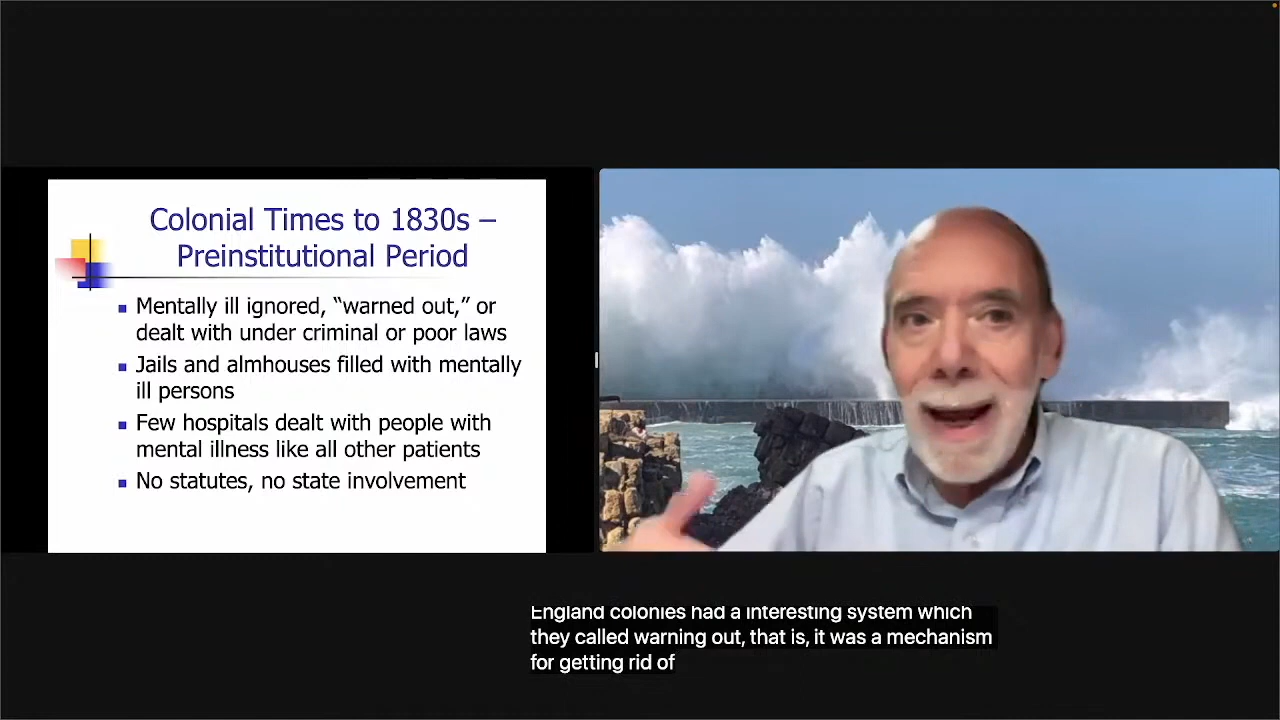 Colonial Times to 1830s –
Preinstitutional Period
Mentally ill ignored, “warned out,” or
dealt with under criminal or poor laws
Jails and almhouses filled with mentally
ill persons
Few hospitals dealt with people with
mental illness like all other patients
No statutes, no state involvement
England colonies had a interesting system which
they called warning out, that is, it was a mechanism
for getting rid of